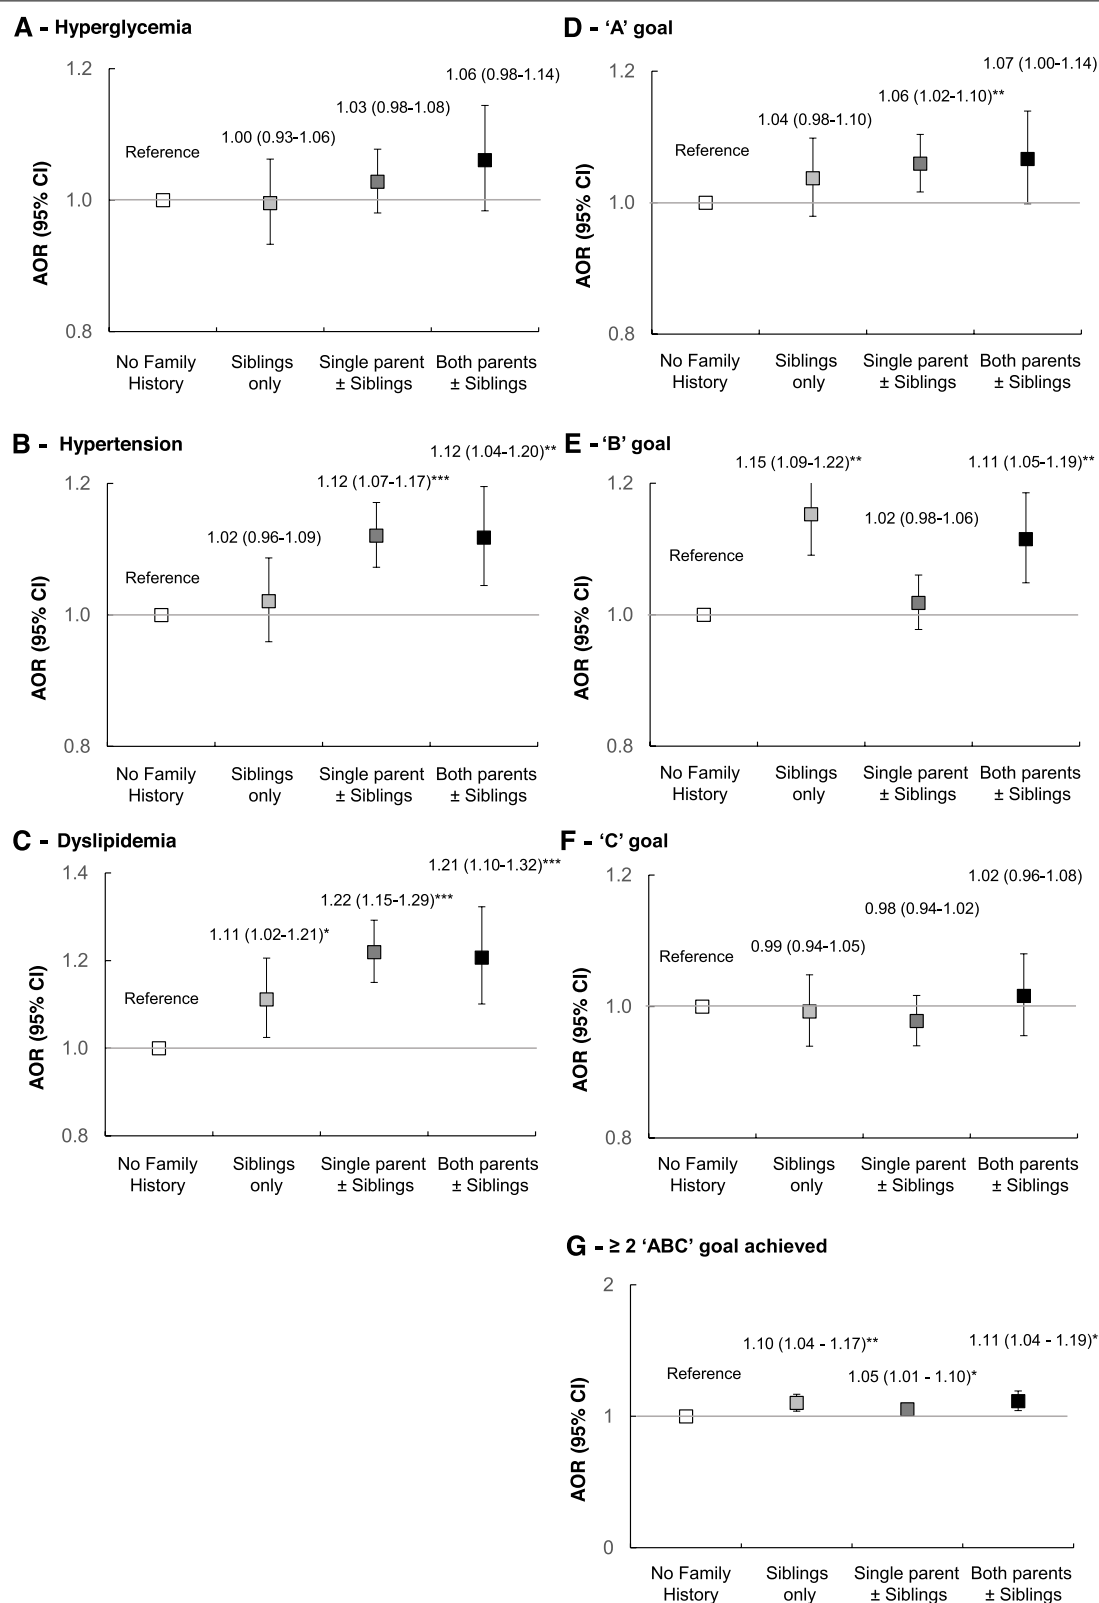 A - Hyperglycemia
1.06 (0.98-1.14)
1.03 (0.98-1.08)
1.00 (0.93-1.06)
Reference
1.2
1.0
0.8
AOR (95% CI)
No Family History
Siblings only
Single parent ± Siblings
Both parents ± Siblings
B - Hypertension
1.12 (1.04-1.20)**
1.12 (1.07-1.17)***
1.02 (0.96-1.09)
Reference
1.2
1.0
0.8
AOR (95% CI)
No Family History
Siblings only
Single parent ± Siblings
Both parents ± Siblings
C - Dyslipidemia
1.21 (1.10-1.32)***
1.22 (1.15-1.29)***
1.11 (1.02-1.21)*
Reference
1.4
1.2
1.0
0.8
AOR (95% CI)
No Family History
Siblings only
Single parent ± Siblings
Both parents ± Siblings
D - ‘A’ goal
1.07 (1.00-1.14)
1.06 (1.02-1.10)**
1.04 (0.98-1.10)
Reference
1.2
1.0
0.8
AOR (95% CI)
No Family History
Siblings only
Single parent ± Siblings
Both parents ± Siblings
E - ‘B’ goal
1.15 (1.09-1.22)**
1.11 (1.05-1.19)**
1.02 (0.98-1.06)
Reference
1.2
1.0
0.8
AOR (95% CI)
No Family History
Siblings only
Single parent ± Siblings
Both parents ± Siblings
F - ‘C’ goal
1.02 (0.96-1.08)
0.98 (0.94-1.02)
0.99 (0.94-1.05)
Reference
1.2
1.0
0.8
AOR (95% CI)
No Family History
Siblings only
Single parent ± Siblings
Both parents ± Siblings
G - ≥ 2 ‘ABC’ goal achieved
1.10 (1.04 - 1.17)**
1.11 (1.04 - 1.19)*
1.05 (1.01 - 1.10)*
Reference
2
1
0
AOR (95% CI)
No Family History
Siblings only
Single parent ± Siblings
Both parents ± Siblings